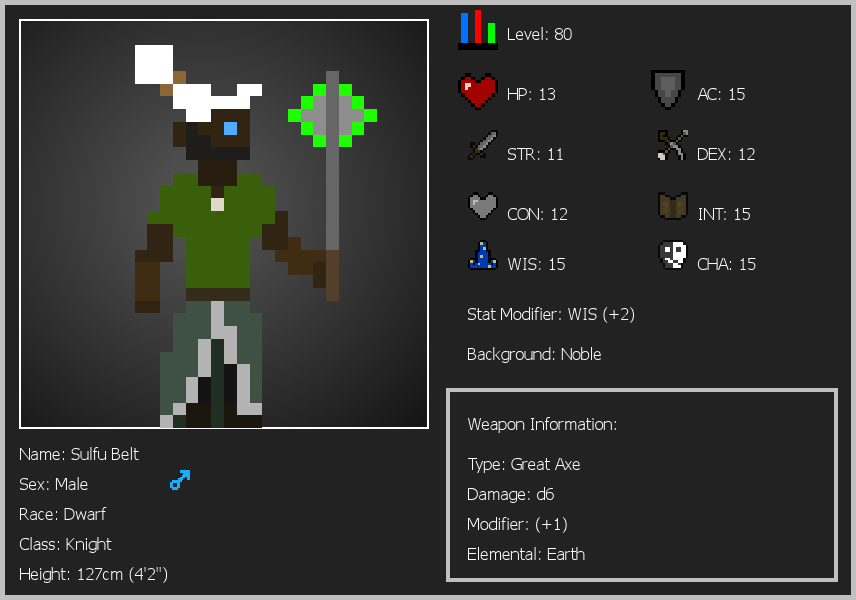 Level: 80
HP: 13
AC: 15
STR: 11
DEX: 12
CON: 12
INT: 15
WIS: 15
CHA: 15
Stat Modifier: WIS (+2)
Background: Noble
Weapon Information:
Type: Great Axe
Damage: d6
Modifier: (+1)
Elemental: Earth
Name: Sulfu Belt
Sex: Male
Race: Dwarf
Class: Knight
Height: 127cm (4'2")